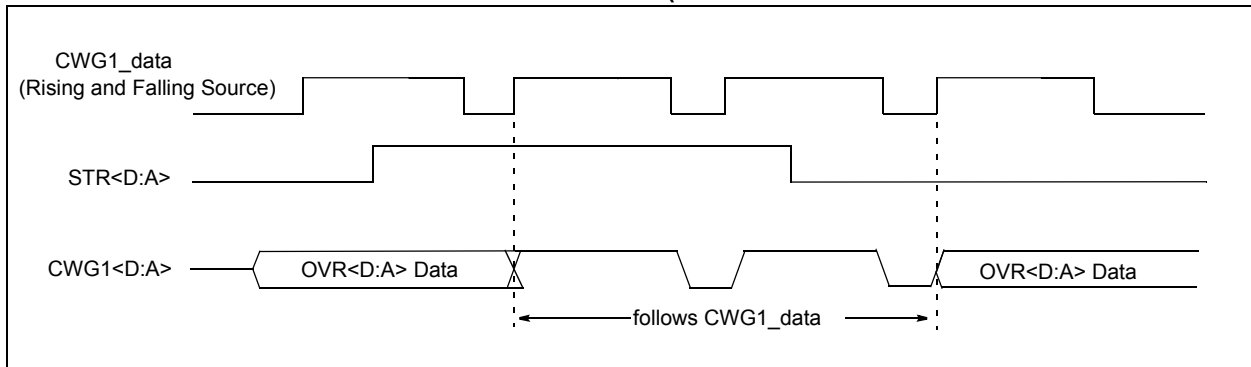 CWG1_data
(Rising and Falling Source)
STR<D:A>
CWG1<D:A>
OVR<D:A> Data
OVR<D:A> Data
follows CWG1_data